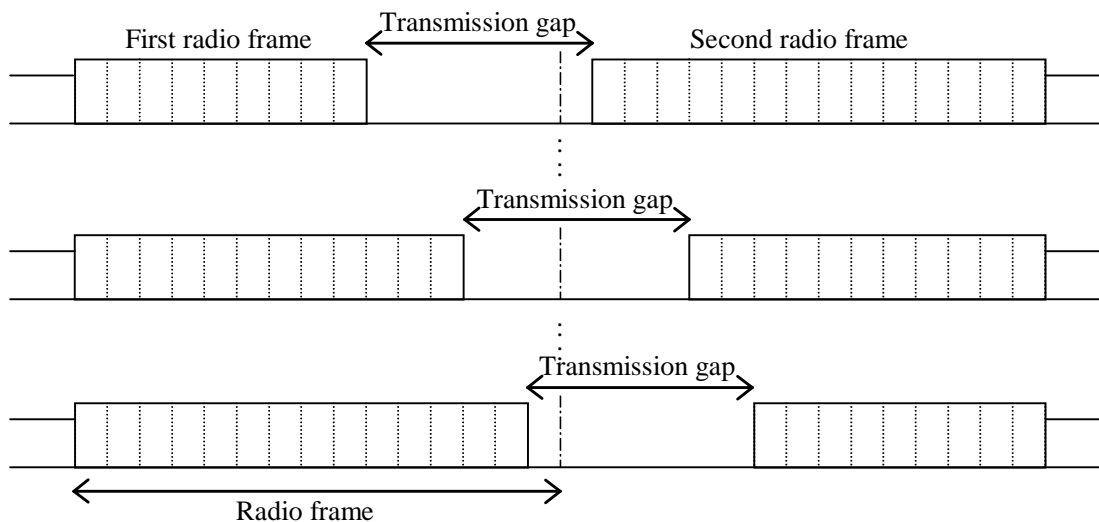 Transmission gap
First radio frame
Second radio frame
Transmission gap
Transmission gap
Radio frame